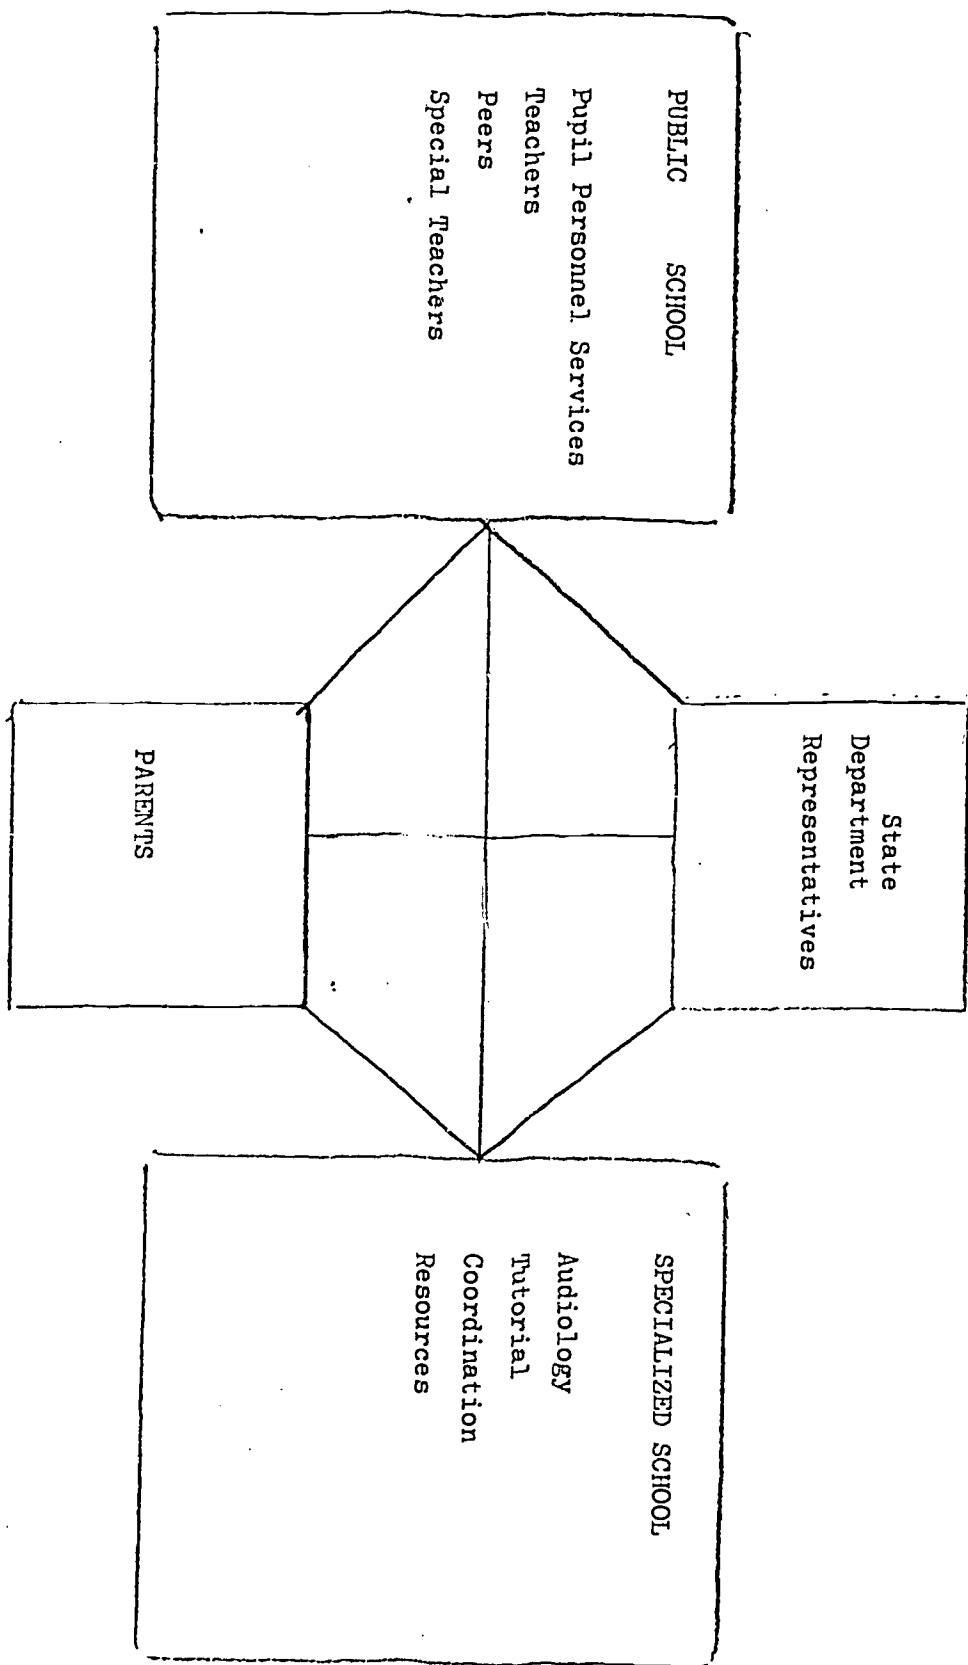 State
Department
Representatives
PUBLIC SCHOOL
Pupil Personnel Services
Teachers
Peers
Special Teachers
SPECIALIZED SCHOOL
Audiology
Tutorial
Coordination
Resources
PARENTS